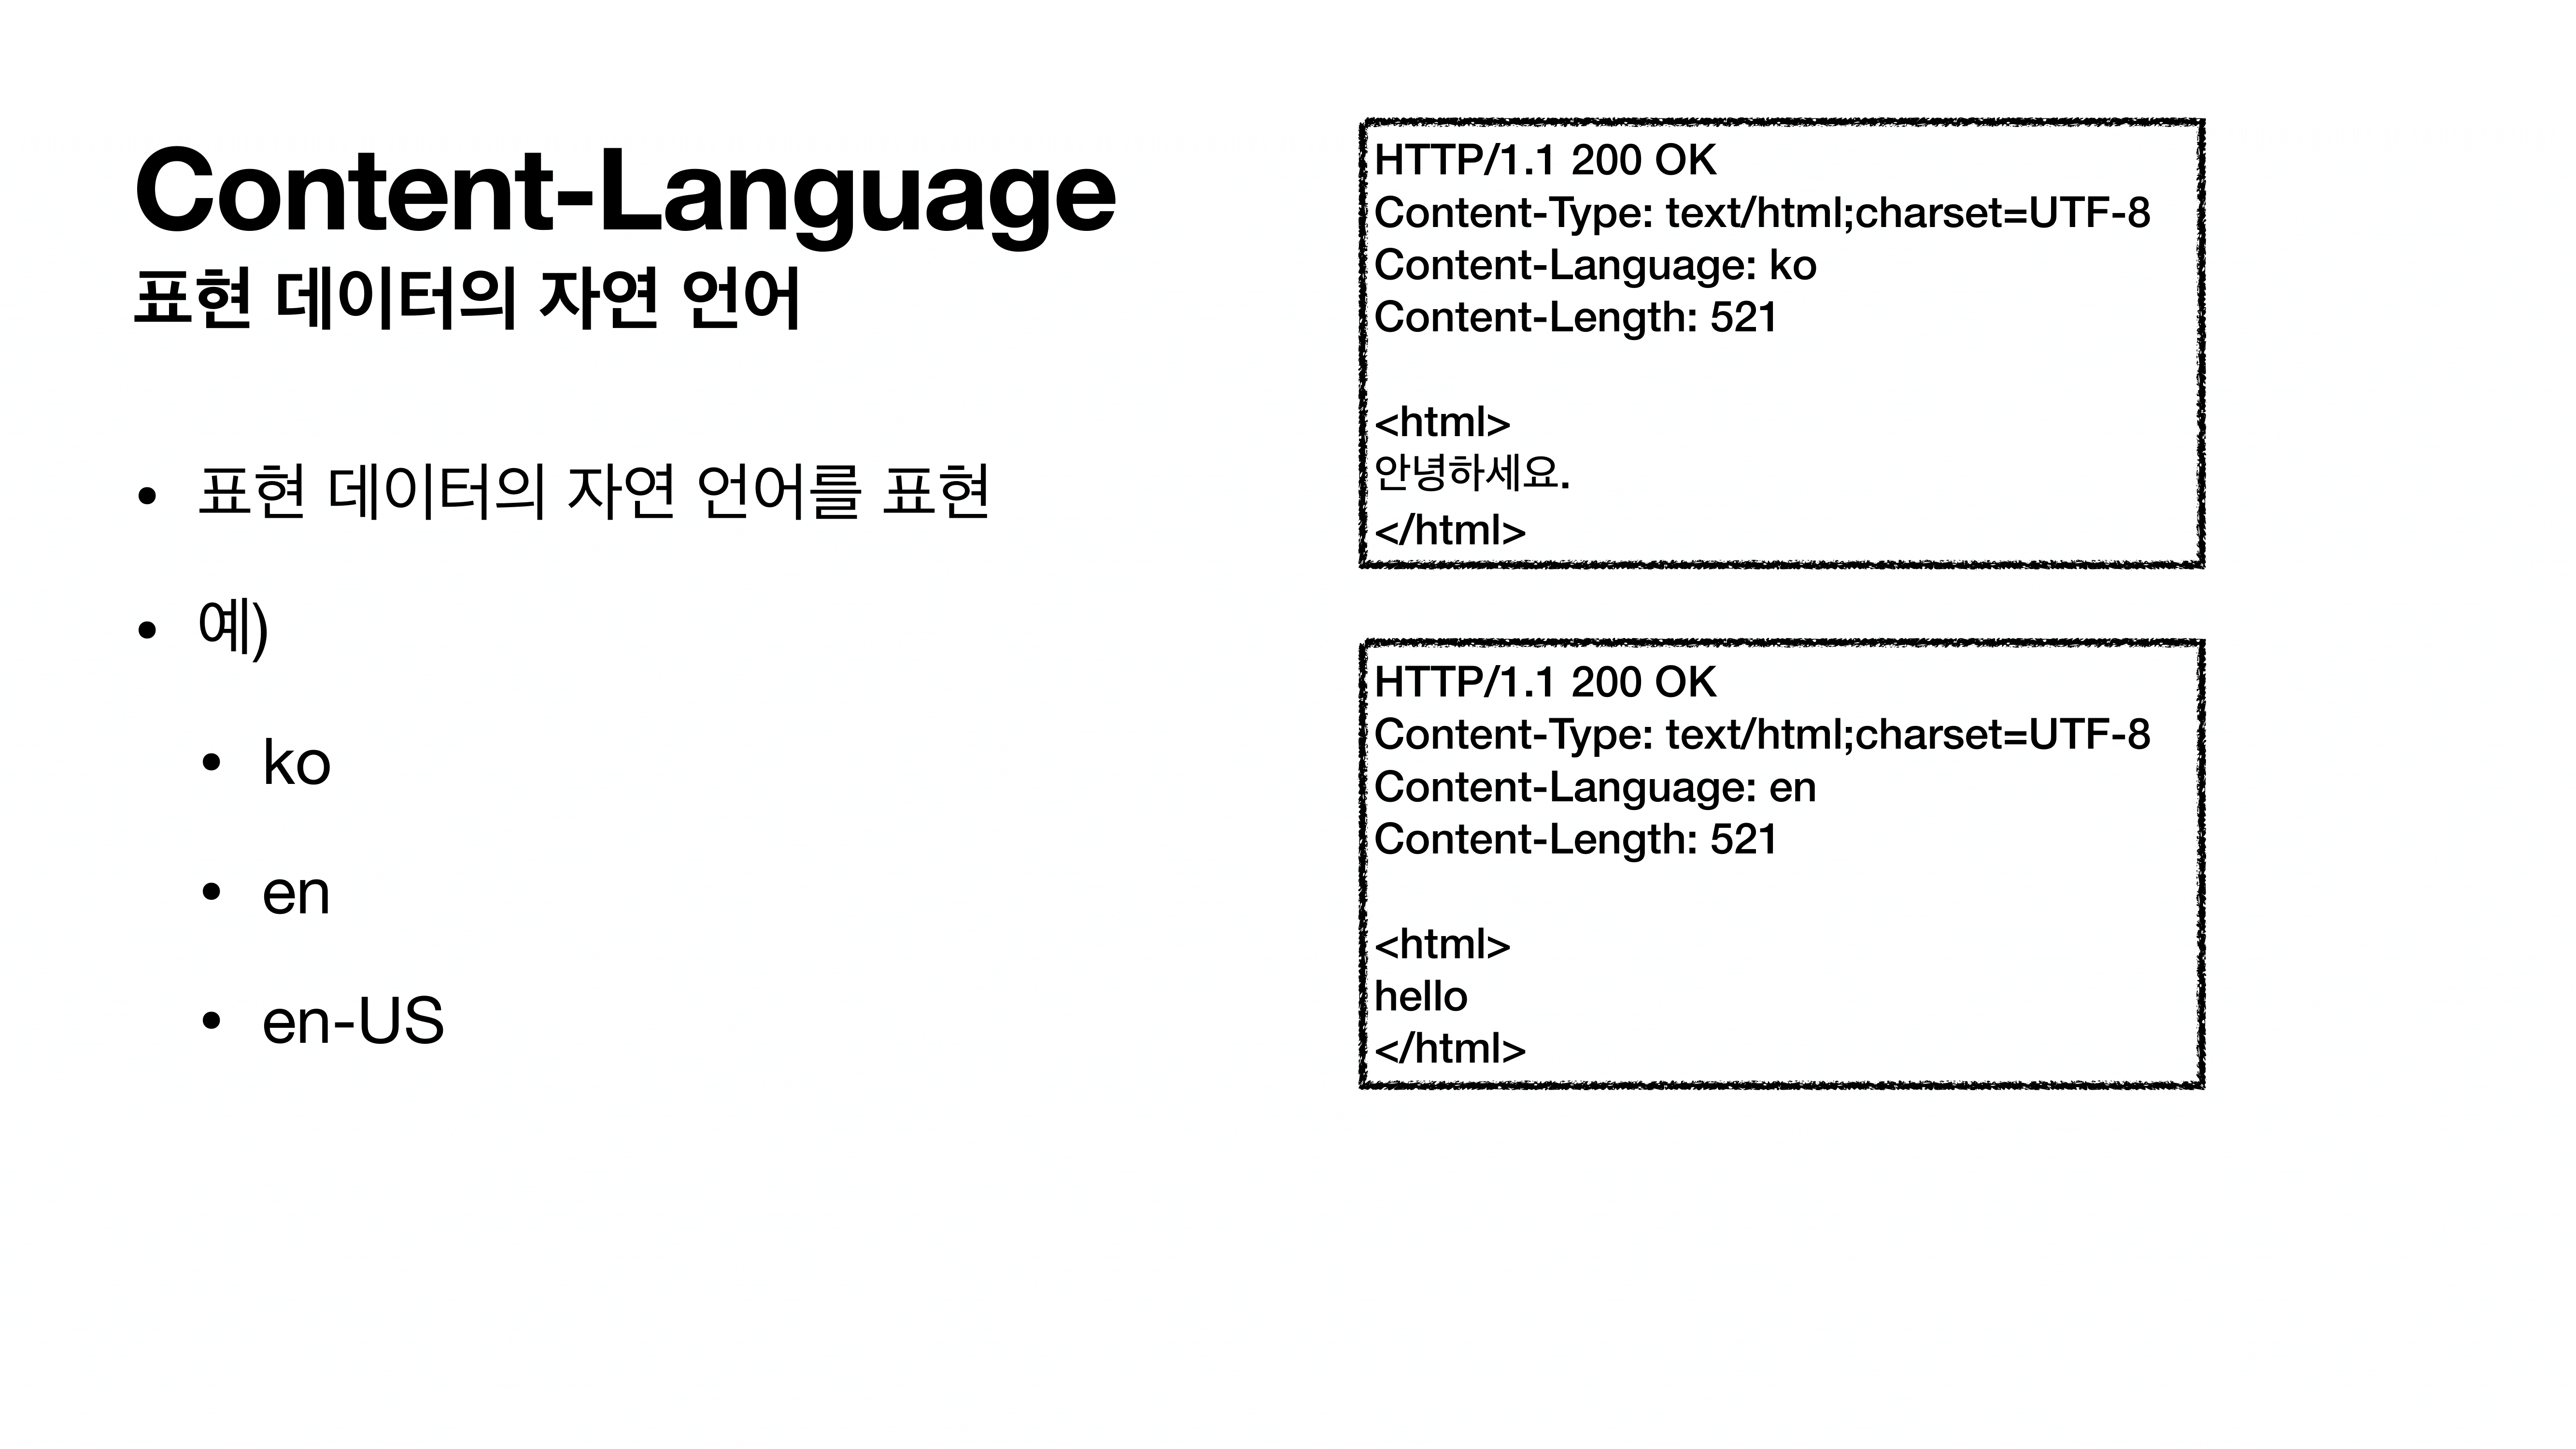 Content-Language
표현 데이터의 자연 언어
• 표현 데이터의 자연 언어를 표현
• 예)
• ko
• en
• en-US
HTTP/1.1 200 OK
Content-Type: text/html;charset=UTF-8
Content-Language: ko
Content-Length: 521

<html>
안녕하세요.
</html>
HTTP/1.1 200 OK
Content-Type: text/html;charset=UTF-8
Content-Language: en
Content-Length: 521

<html>
hello
</html>